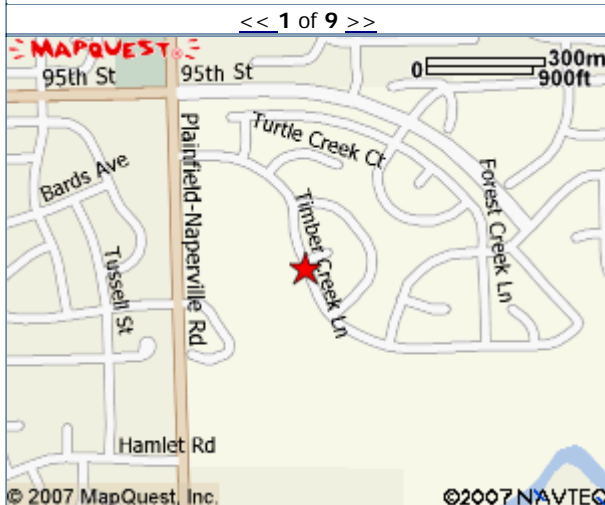 << 1 of 9 >>
MAPQUEST
95th St
95th St
0 300m
900ft
Turtle Creek Ct
Plainfield-Naperville Rd
Bards Ave
Forest Creek Ln
Timber Creek Ln
Tussell St
Hamlet Rd
© 2007 MapQuest, Inc.
©2007 NAVTEQ